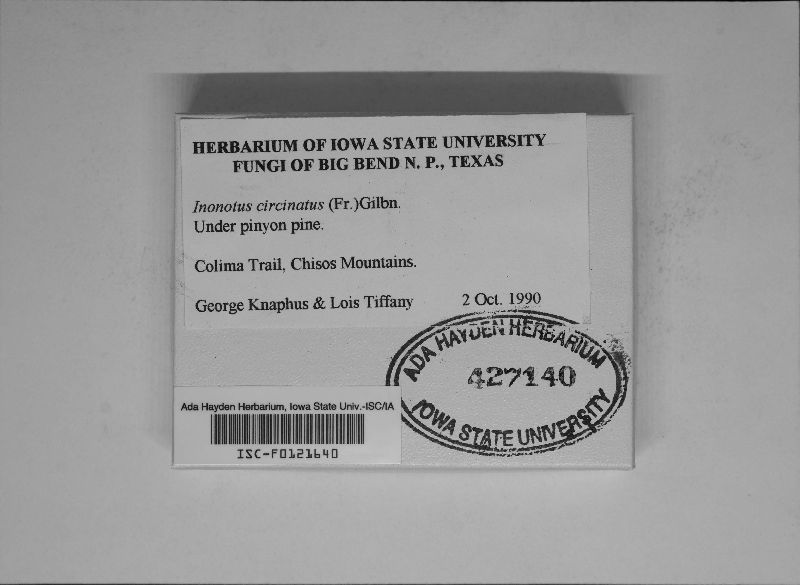 HERBARIUM OF IOWA STATE UNIVERSITY
FUNGI OF BIG BEND N. P., TEXAS
Inonotus circinatus (Fr.)Gilbn.
Under pinyon pine.
Colima Trail, Chisos Mountains.
George Knaphus & Lois Tiffany 2 Oct. 1990
ADA HAYDEN HERBARIUM
427140
IOWA STATE UNIVERSITY
Ada Hayden Herbarium, Iowa State Univ.-ISC/IA
ISC-F0121640